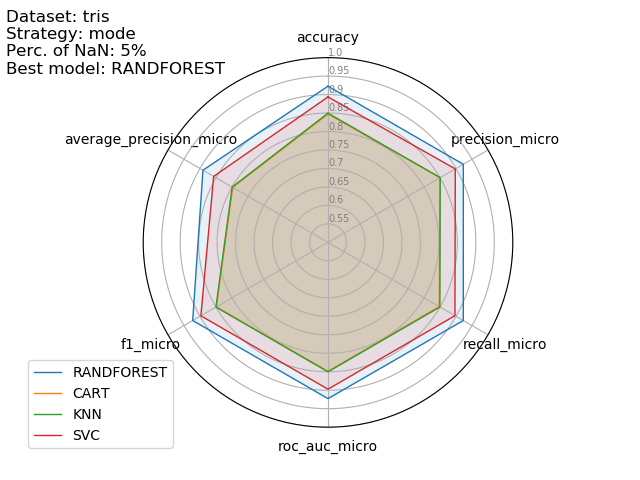 Dataset: tris
Strategy: mode
Perc. of NaN: 5%
Best model: RANDFOREST
accuracy
1.0
0.95
0.9
0.85
0.8
0.75
0.7
0.65
0.6
0.55
average_precision_micro
precision_micro
f1_micro
recall_micro
roc_auc_micro
RANDFOREST
CART
KNN
SVC